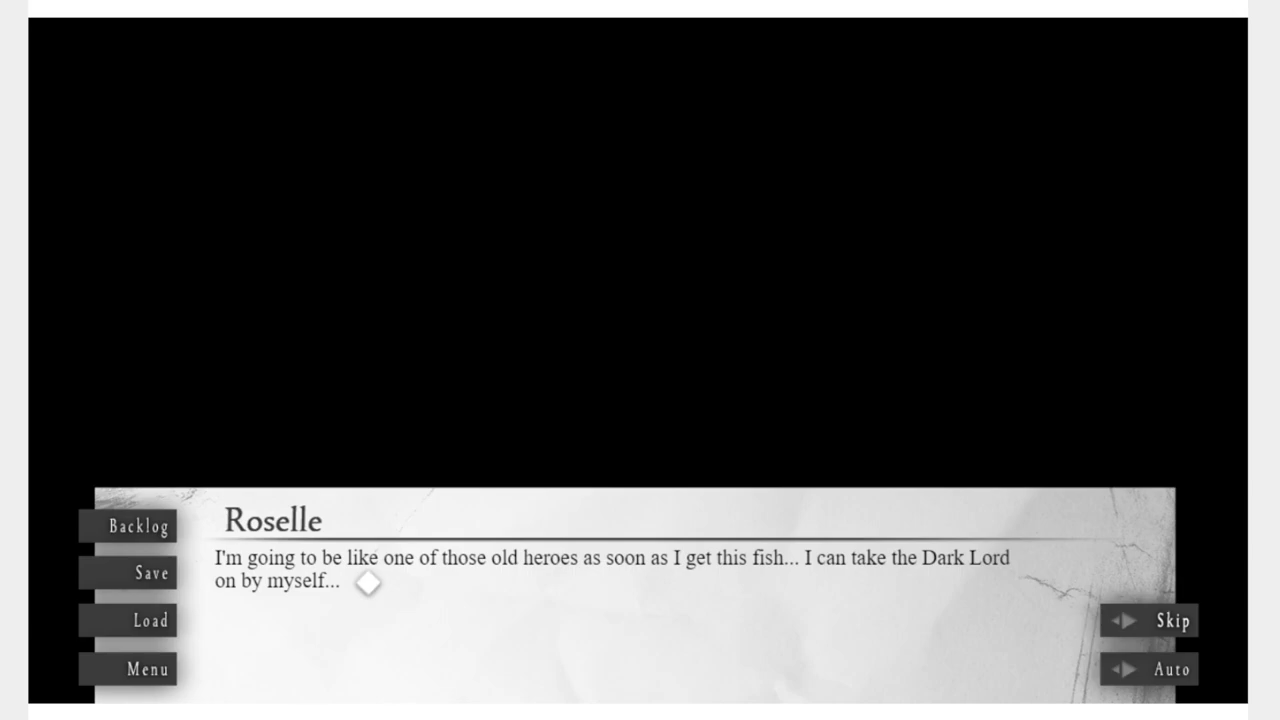 Roselle
I'm going to be like one of those old heroes as soon as I get this fish... I can take the Dark Lord
on by myself...
Backlog
Save
Load
Menu
Skip
Auto